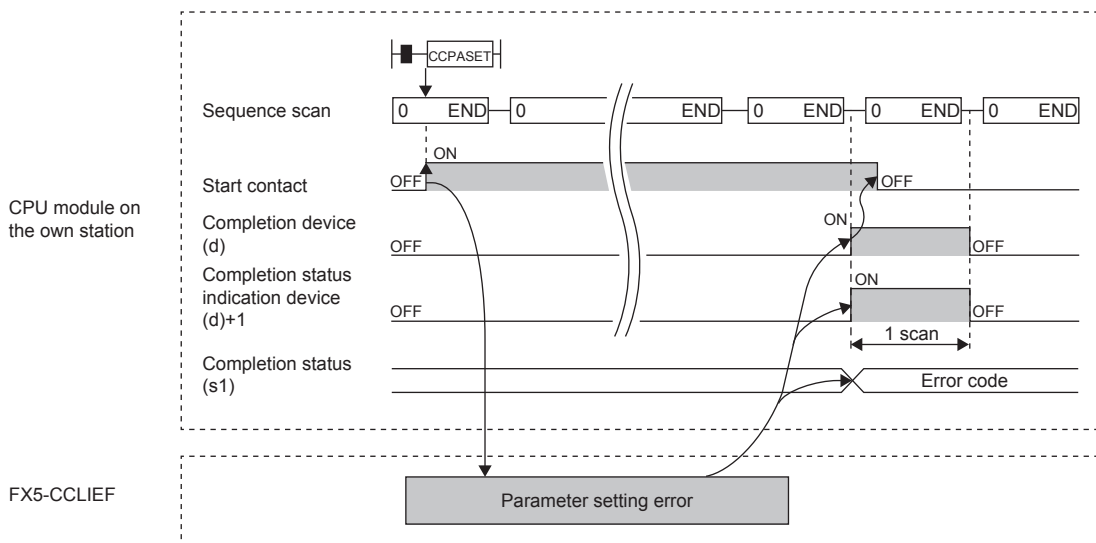 CCPASET
Sequence scan
0 END 0 END 0 END 0 END 0 END
ON
Start contact
OFF
OFF
CPU module on
the own station
Completion device
(d)
ON
OFF
OFF
Completion status
indication device
(d)+1
ON
OFF
OFF
1 scan
Completion status
(s1)
Error code
FX5-CCLIEF
Parameter setting error